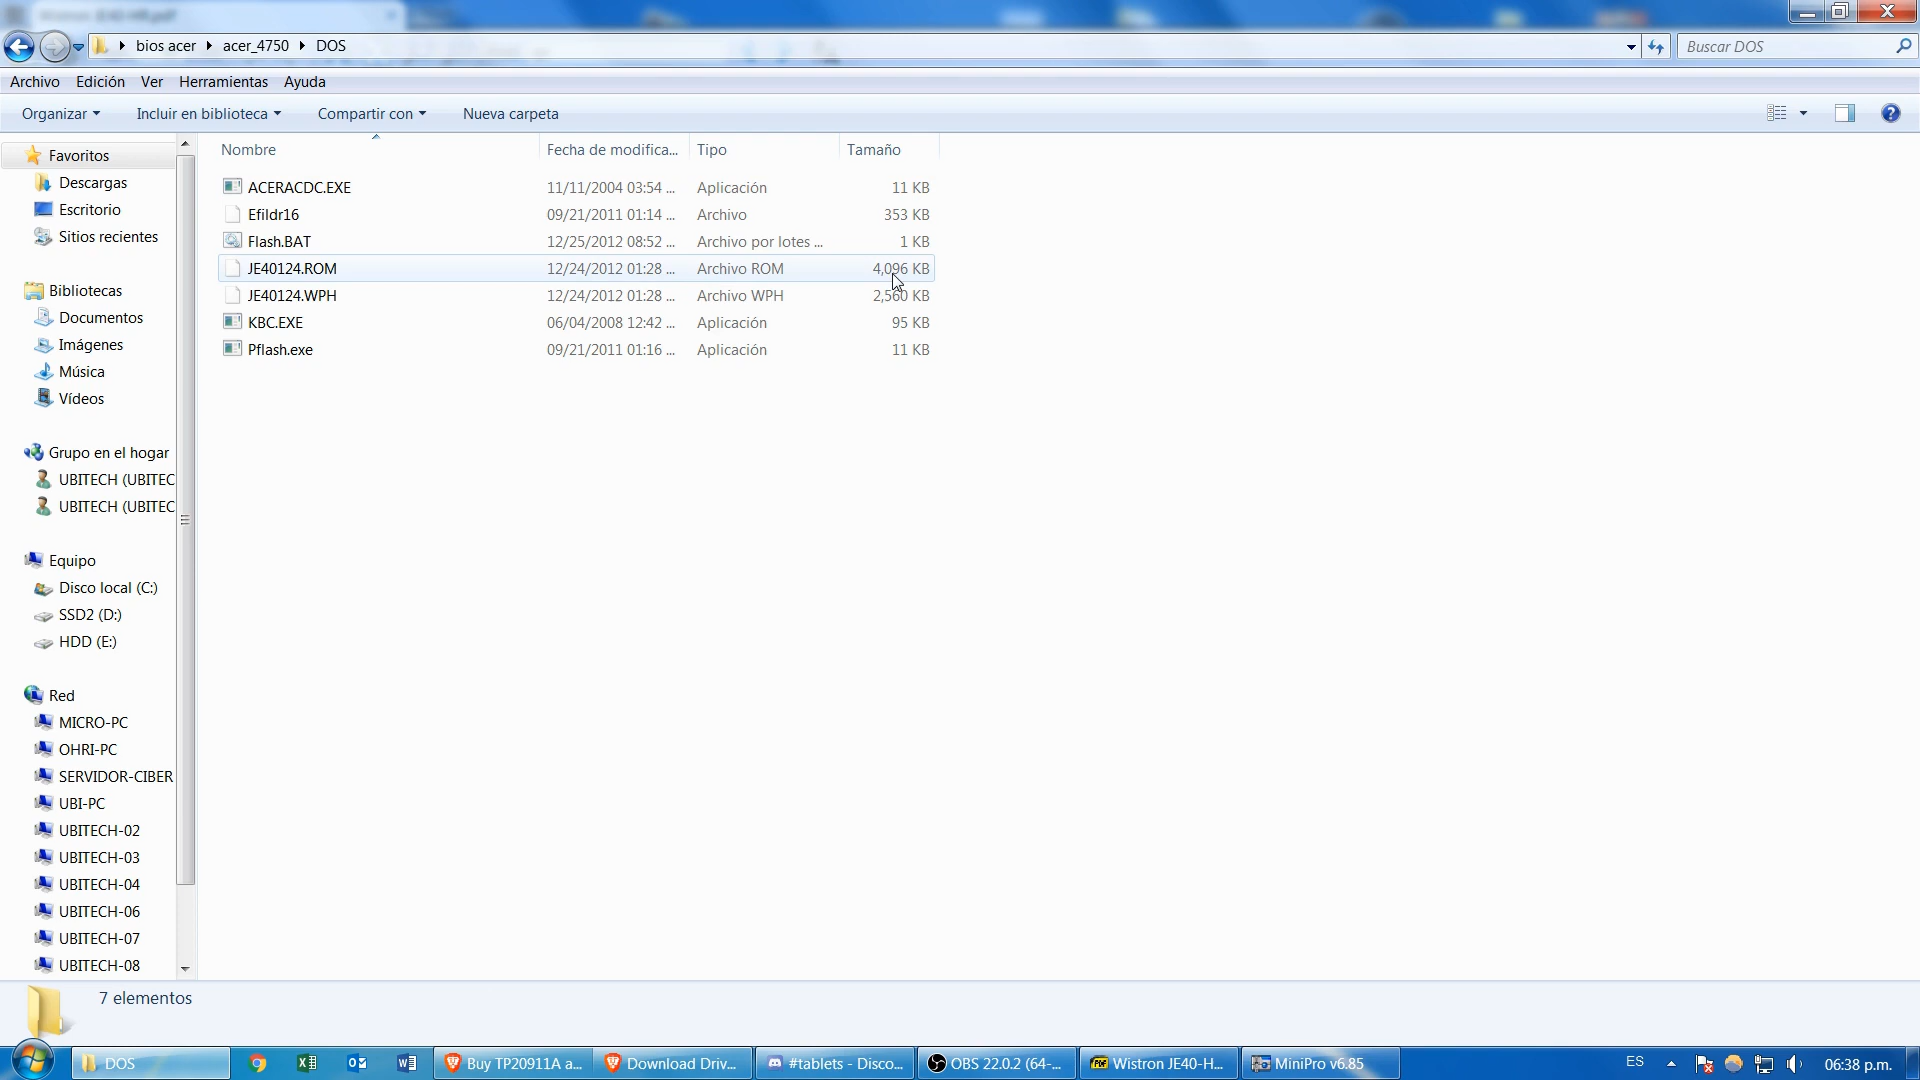 Wistron JE40-HR.pdf
bios acer acer_4750 DOS
Buscar DOS
Archivo Edición Ver Herramientas Ayuda
Organizar Incluir en biblioteca Compartir con Nueva carpeta
Nombre Fecha de modifica... Tipo Tamaño
ACERACDC.EXE 11/11/2004 03:54 ... Aplicación 11 KB
Efildr16 09/21/2011 01:14 ... Archivo 353 KB
Flash.BAT 12/25/2012 08:52 ... Archivo por lotes ... 1 KB
JE40124.ROM 12/24/2012 01:28 ... Archivo ROM 4,096 KB
JE40124.WPH 12/24/2012 01:28 ... Archivo WPH 2,560 KB
KBC.EXE 06/04/2008 12:42 ... Aplicación 95 KB
Pflash.exe 09/21/2011 01:16 ... Aplicación 11 KB
Favoritos
Descargas
Escritorio
Sitios recientes
Bibliotecas
Documentos
Imágenes
Música
Vídeos
Grupo en el hogar
UBITECH (UBITEC
UBITECH (UBITEC
Equipo
Disco local (C:)
SSD2 (D:)
HDD (E:)
Red
MICRO-PC
OHRI-PC
SERVIDOR-CIBER
UBI-PC
UBITECH-02
UBITECH-03
UBITECH-04
UBITECH-06
UBITECH-07
UBITECH-08
7 elementos
DOS Buy TP20911A a... Download Driv... #tablets - Disco... OBS 22.0.2 (64-... Wistron JE40-H... MiniPro v6.85 ES 06:38 p.m.